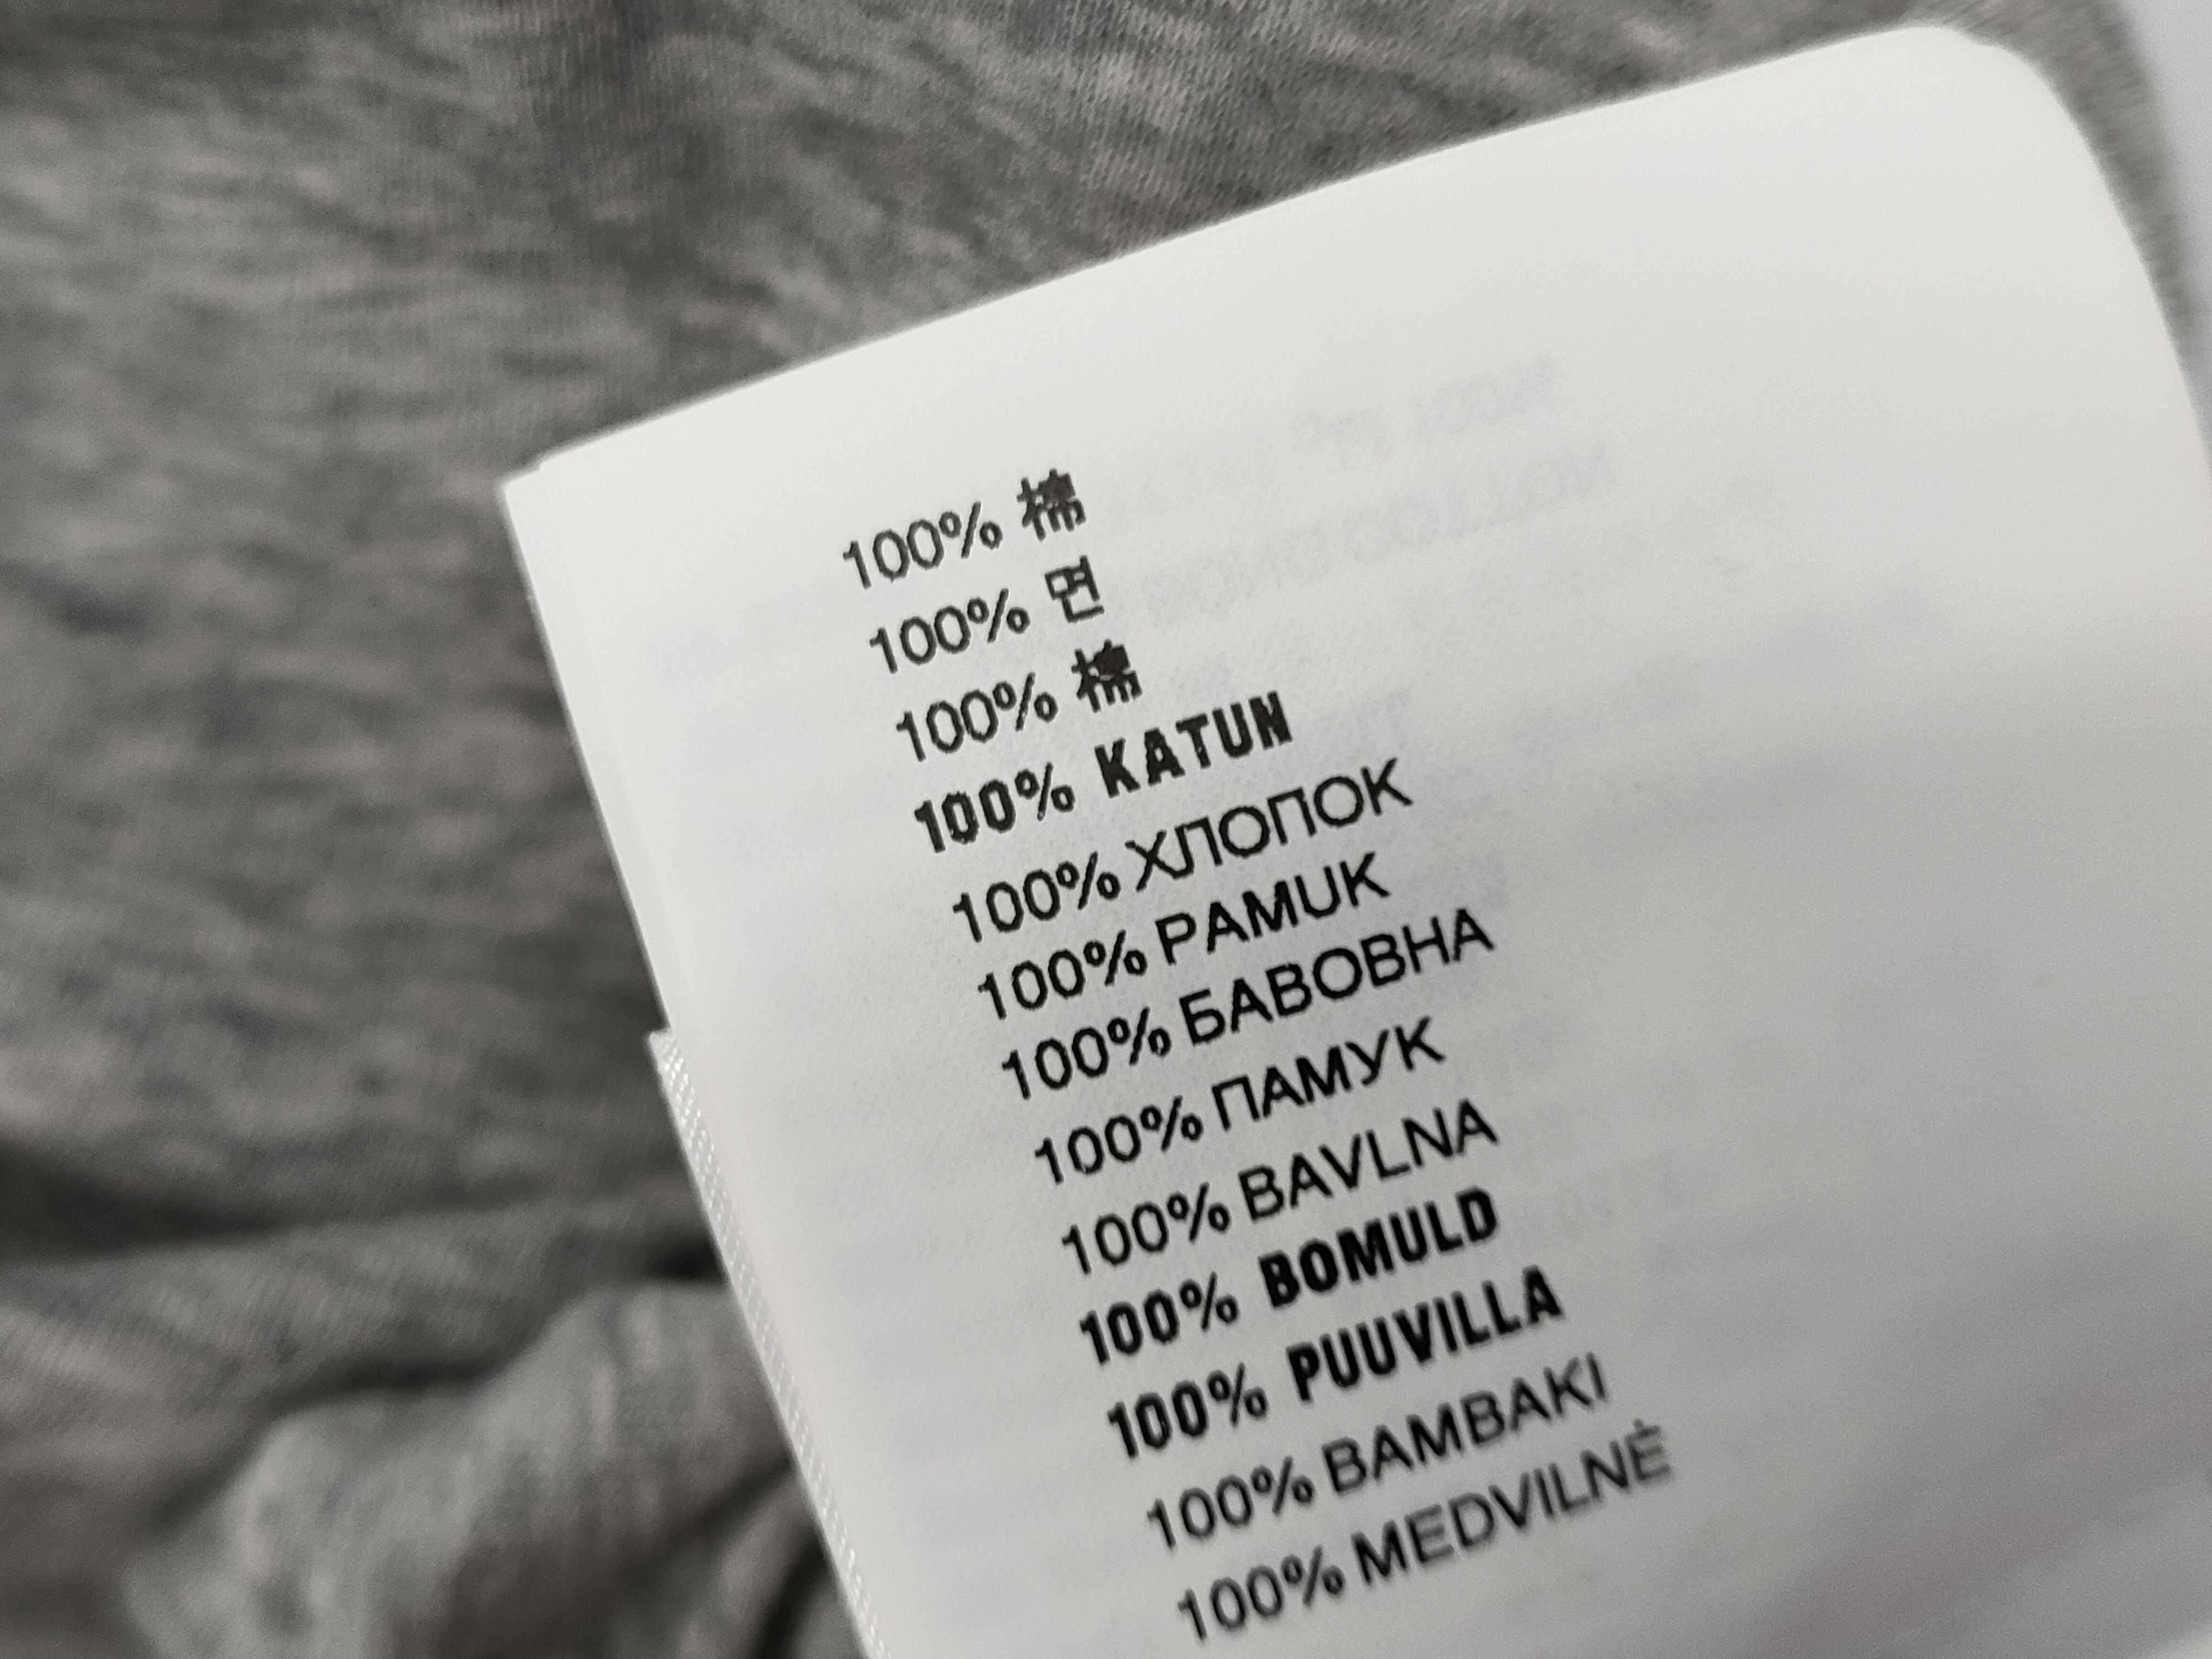 100% 棉
100% 면
100% 棉
100% KATUN
100% ХЛОПОК
100% PAMUK
100% БАВОВНА
100% ПАМУК
100% BAVLNA
100% BOMULD
100% PUUVILLA
100% BAMBAKI
100% MEDVILNĖ